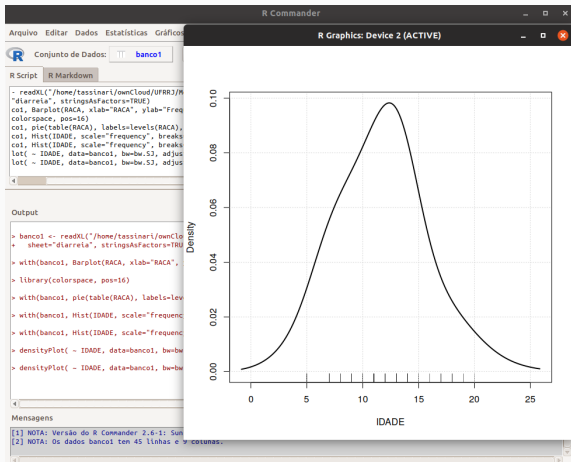 R Commander
Arquivo Editar Dados Estatísticas Gráficos
R Graphics: Device 2 (ACTIVE)
Conjunto de Dados: banco1
R Script R Markdown
- readXL("/home/tassinari/ownCloud/UFRRJ/M
"diarreia", stringsAsFactors=TRUE)
co1, Barplot(RACA, xlab="RACA", ylab="Freq
colorspace, pos=16)
co1, pie(table(RACA), labels=levels(RACA),
co1, Hist(IDADE, scale="frequency", breaks
co1, Hist(IDADE, scale="frequency", breaks
lot( ~ IDADE, data=banco1, bw=bw.SJ, adjus
lot( ~ IDADE, data=banco1, bw=bw.SJ, adjus
Output
> banco1 <- readXL("/home/tassinari/ownClo
+ sheet="diarreia", stringsAsFactors=TRU
> with(banco1, Barplot(RACA, xlab="RACA",
> library(colorspace, pos=16)
> with(banco1, pie(table(RACA), labels=lev
> with(banco1, Hist(IDADE, scale="frequenc
> with(banco1, Hist(IDADE, scale="frequenc
> densityPlot( ~ IDADE, data=banco1, bw=bw
> densityPlot( ~ IDADE, data=banco1, bw=bw
Mensagens
[1] NOTA: Versão do R Commander 2.6-1: Sun
[2] NOTA: Os dados banco1 tem 45 linhas e 9 colunas.
Density
0.10
0.08
0.06
0.04
0.02
0.00
0 5 10 15 20 25
IDADE